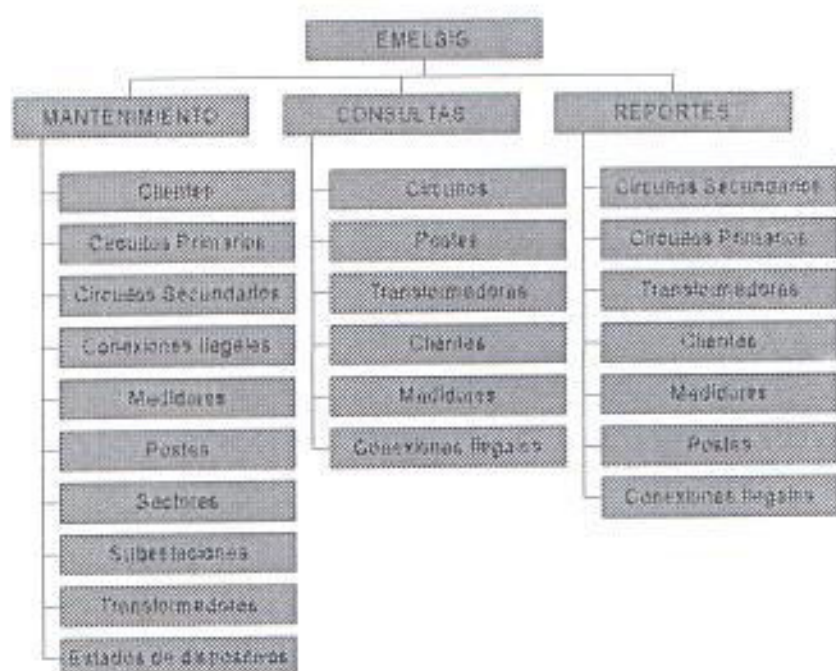 EMELSIG
MANTENIMIENTO
CONSULTAS
REPORTES
Clientes
Circuitos Primarios
Circuitos Secundarios
Conexiones Ilegales
Medidores
Postes
Sectores
Subestaciones
Transformadores
Estados de dispositivos
Circuitos
Postes
Transformadores
Clientes
Medidores
Conexiones Ilegales
Circuitos Secundarios
Circuitos Primarios
Transformadores
Clientes
Medidores
Postes
Conexiones Ilegales